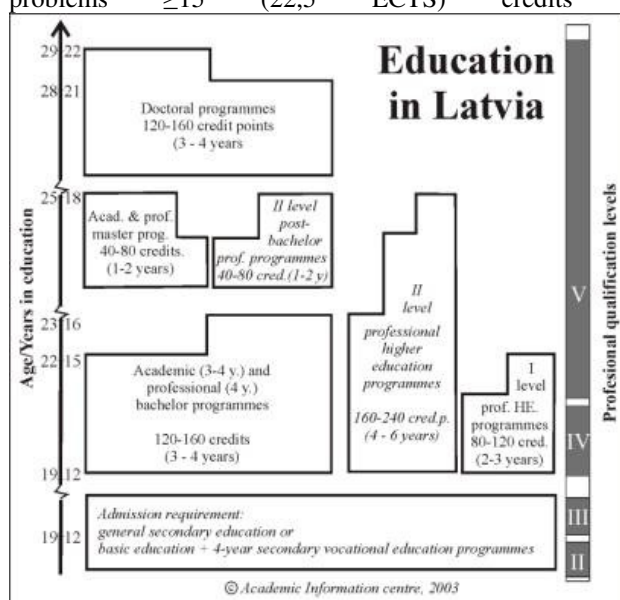 problems ≥15 (22,5 ECTS) credits
Education
in Latvia
29 22
28 21
Doctoral programmes
120-160 credit points
(3 - 4 years
25 18
Acad. & prof.
master prog.
40-80 credits.
(1-2 years)
II level
post-
bachelor
prof. programmes
40-80 cred.(1-2 y)
23 16
22 15
Academic (3-4 y.) and
professional (4 y.)
bachelor programmes
120-160 credits
(3 - 4 years)
II
level
professional
higher
education
programmes
160-240 cred.p.
(4 - 6 years)
I
level
prof. HE.
programmes
80-120 cred.
(2-3 years)
19 12
Admission requirement:
general secondary education or
basic education + 4-year secondary vocational education programmes
19 12
Age/Years in education
V
IV
III
II
Profesional qualification levels
© Academic Information centre, 2003